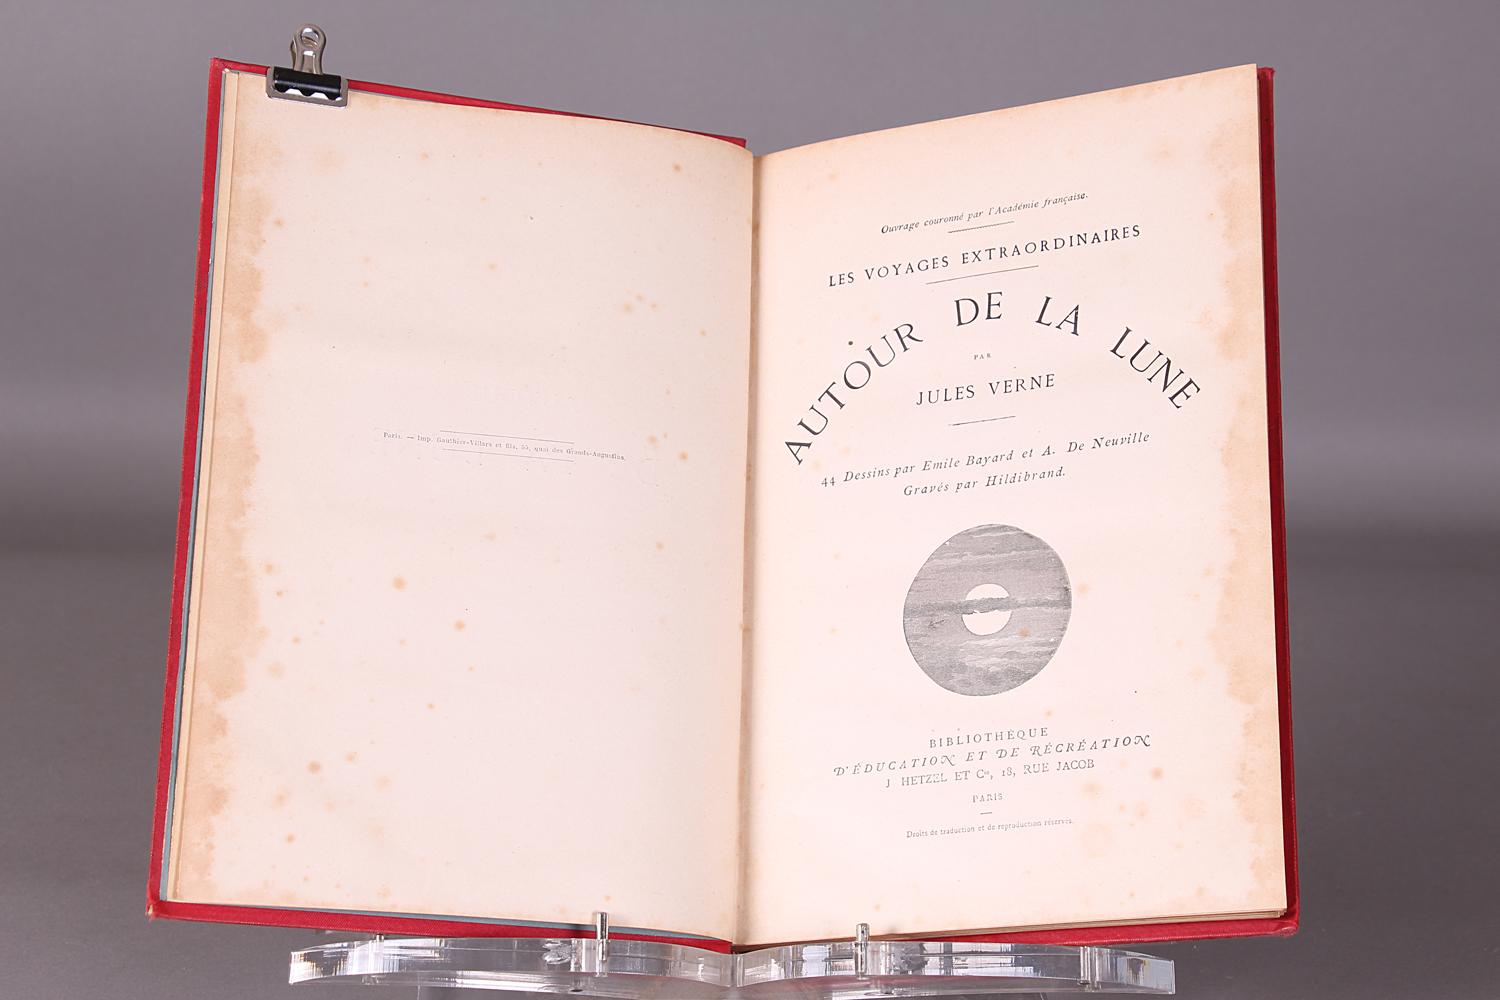 Paris. — Imp. Gauthier-Villars et fils, 55, quai des Grands-Augustins.
Ouvrage couronné par l'Académie française.
LES VOYAGES EXTRAORDINAIRES
AUTOUR DE LA LUNE
PAR
JULES VERNE
44 Dessins par Emile Bayard et A. De Neuville
Gravés par Hildibrand.
BIBLIOTHÈQUE
D'ÉDUCATION ET DE RÉCRÉATION
J HETZEL ET Cie, 18, RUE JACOB
PARIS
Droits de traduction et de reproduction réservés.